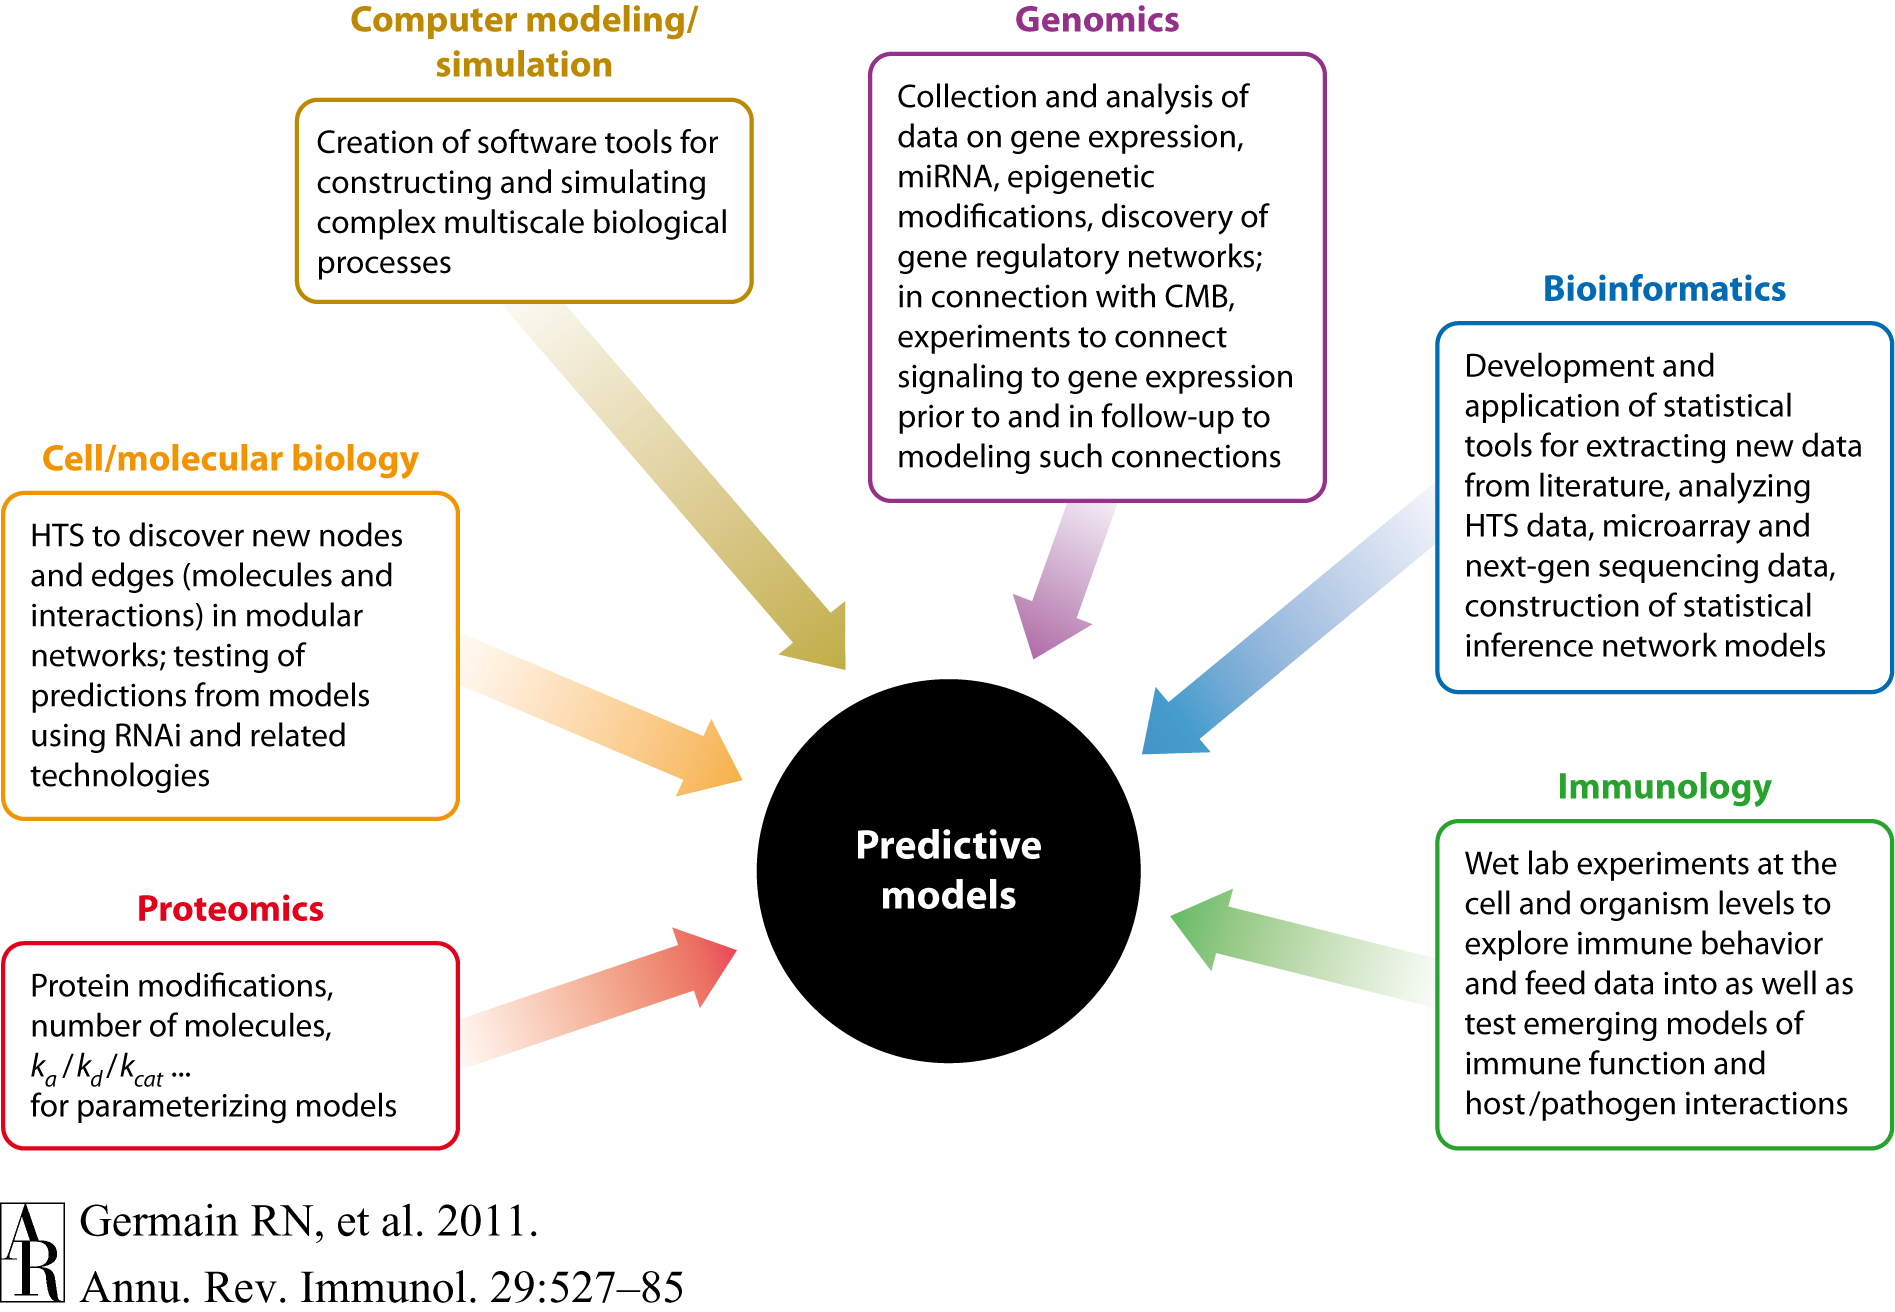 Computer modeling/
simulation
Creation of software tools for
constructing and simulating
complex multiscale biological
processes
Genomics
Collection and analysis of
data on gene expression,
miRNA, epigenetic
modifications, discovery of
gene regulatory networks;
in connection with CMB,
experiments to connect
signaling to gene expression
prior to and in follow-up to
modeling such connections
Bioinformatics
Development and
application of statistical
tools for extracting new data
from literature, analyzing
HTS data, microarray and
next-gen sequencing data,
construction of statistical
inference network models
Cell/molecular biology
HTS to discover new nodes
and edges (molecules and
interactions) in modular
networks; testing of
predictions from models
using RNAi and related
technologies
Immunology
Wet lab experiments at the
cell and organism levels to
explore immune behavior
and feed data into as well as
test emerging models of
immune function and
host/pathogen interactions
Proteomics
Protein modifications,
number of molecules,
ka/kd/kcat ...
for parameterizing models
Predictive
models
AR
Germain RN, et al. 2011.
Annu. Rev. Immunol. 29:527–85